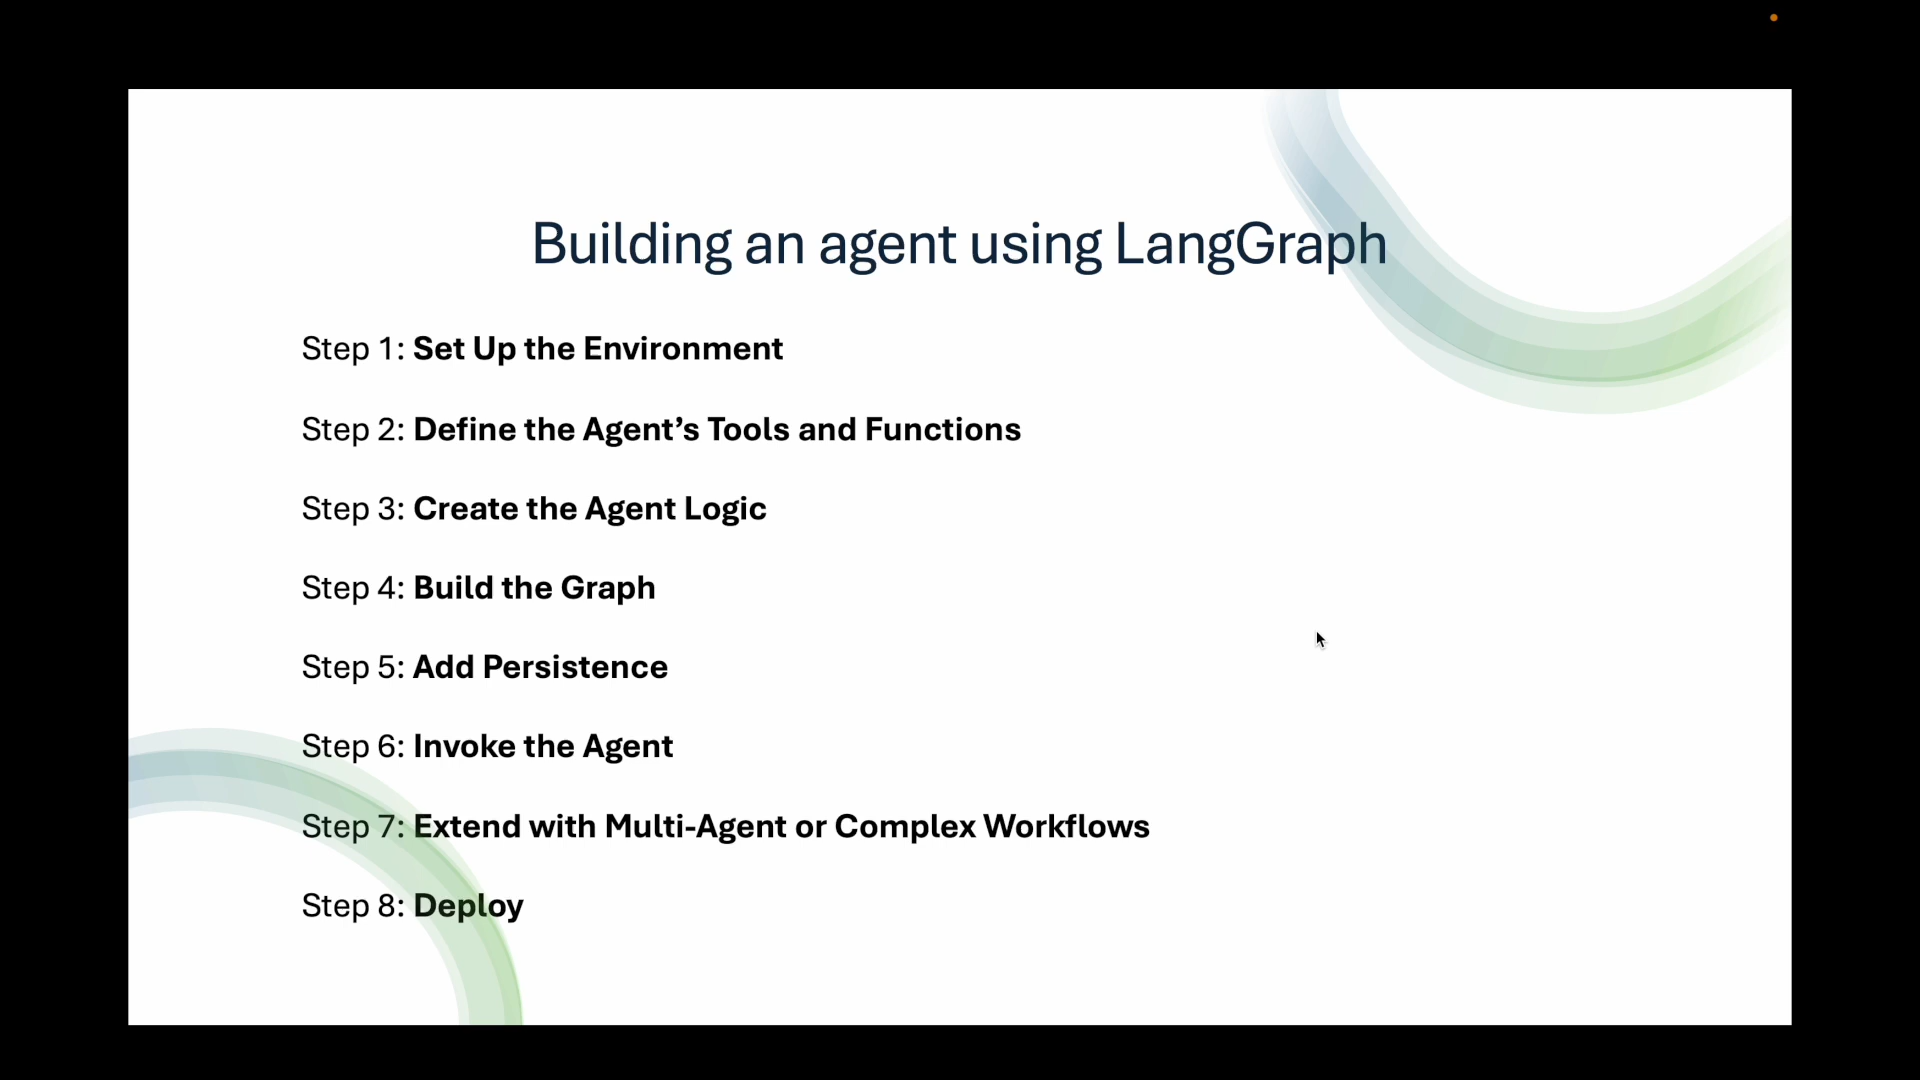 Building an agent using LangGraph
Step 1: Set Up the Environment
Step 2: Define the Agent’s Tools and Functions
Step 3: Create the Agent Logic
Step 4: Build the Graph
Step 5: Add Persistence
Step 6: Invoke the Agent
Step 7: Extend with Multi-Agent or Complex Workflows
Step 8: Deploy